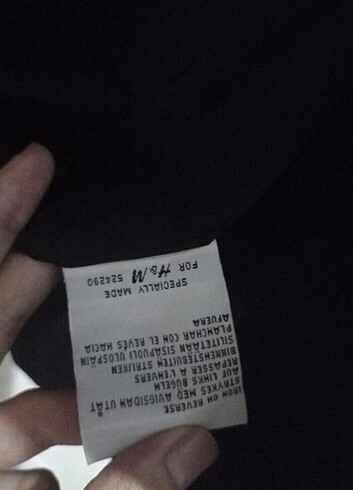 IRON ON REVERSE
STRYKES MED AVIGSIDAN UTÅT
AUF LINKS BÜGELN
REPASSER A L'ENVERS
BINNENSTEBUITEN STRIJKEN
SILITETÄÄN SISÄPUOLI ULOSPÄIN
PLANCHAR CON EL REVÉS HACIA
AFUERA
SPECIALLY MADE
FOR H&M 524290